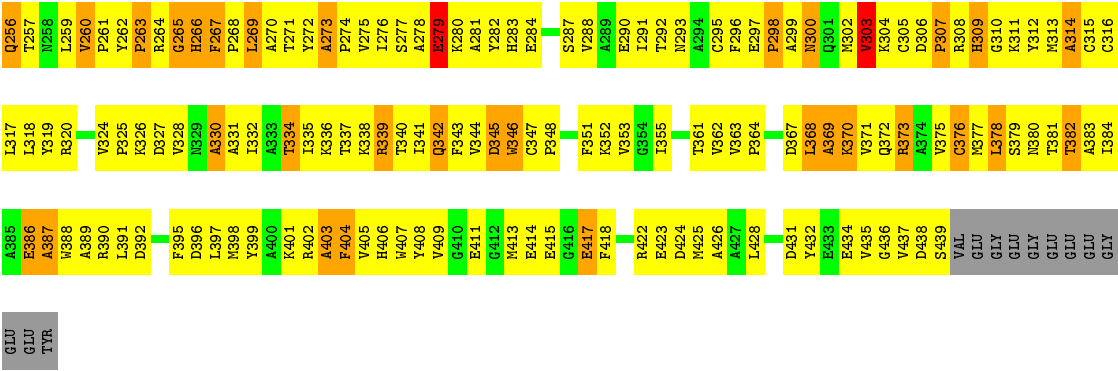 Q256 T257 N258 L259 V260 P261 Y262 P263 R264 G265 H266 F267 P268 L269 A270 T271 Y272 A273 P274 V275 I276 S277 A278 E279 K280 A281 Y282 H283 E284 S287 V288 A289 E290 I291 T292 N293 A294 C295 F296 E297 P298 A299 N300 Q301 M302 V303 K304 C305 D306 P307 R308 H309 G310 K311 Y312 M313 A314 C315 C316
L317 L318 Y319 R320 V324 P325 K326 D327 V328 N329 A330 A331 I332 A333 T334 I335 K336 T337 K338 R339 T340 I341 Q342 F343 V344 D345 W346 C347 P348 F351 K352 V353 G354 I355 T361 V362 V363 P364 D367 L368 A369 K370 V371 Q372 R373 A374 V375 C376 M377 L378 S379 N380 T381 T382 A383 I384
A385 E386 A387 W388 A389 R390 L391 D392 F395 D396 L397 M398 Y399 A400 K401 R402 A403 F404 V405 H406 W407 Y408 V409 G410 E411 G412 M413 E414 E415 G416 E417 F418 R422 E423 D424 M425 A426 A427 L428 D431 Y432 E433 E434 V435 G436 V437 D438 S439 VAL GLU GLY GLU GLY GLU GLU GLU GLY
GLU GLU TYR